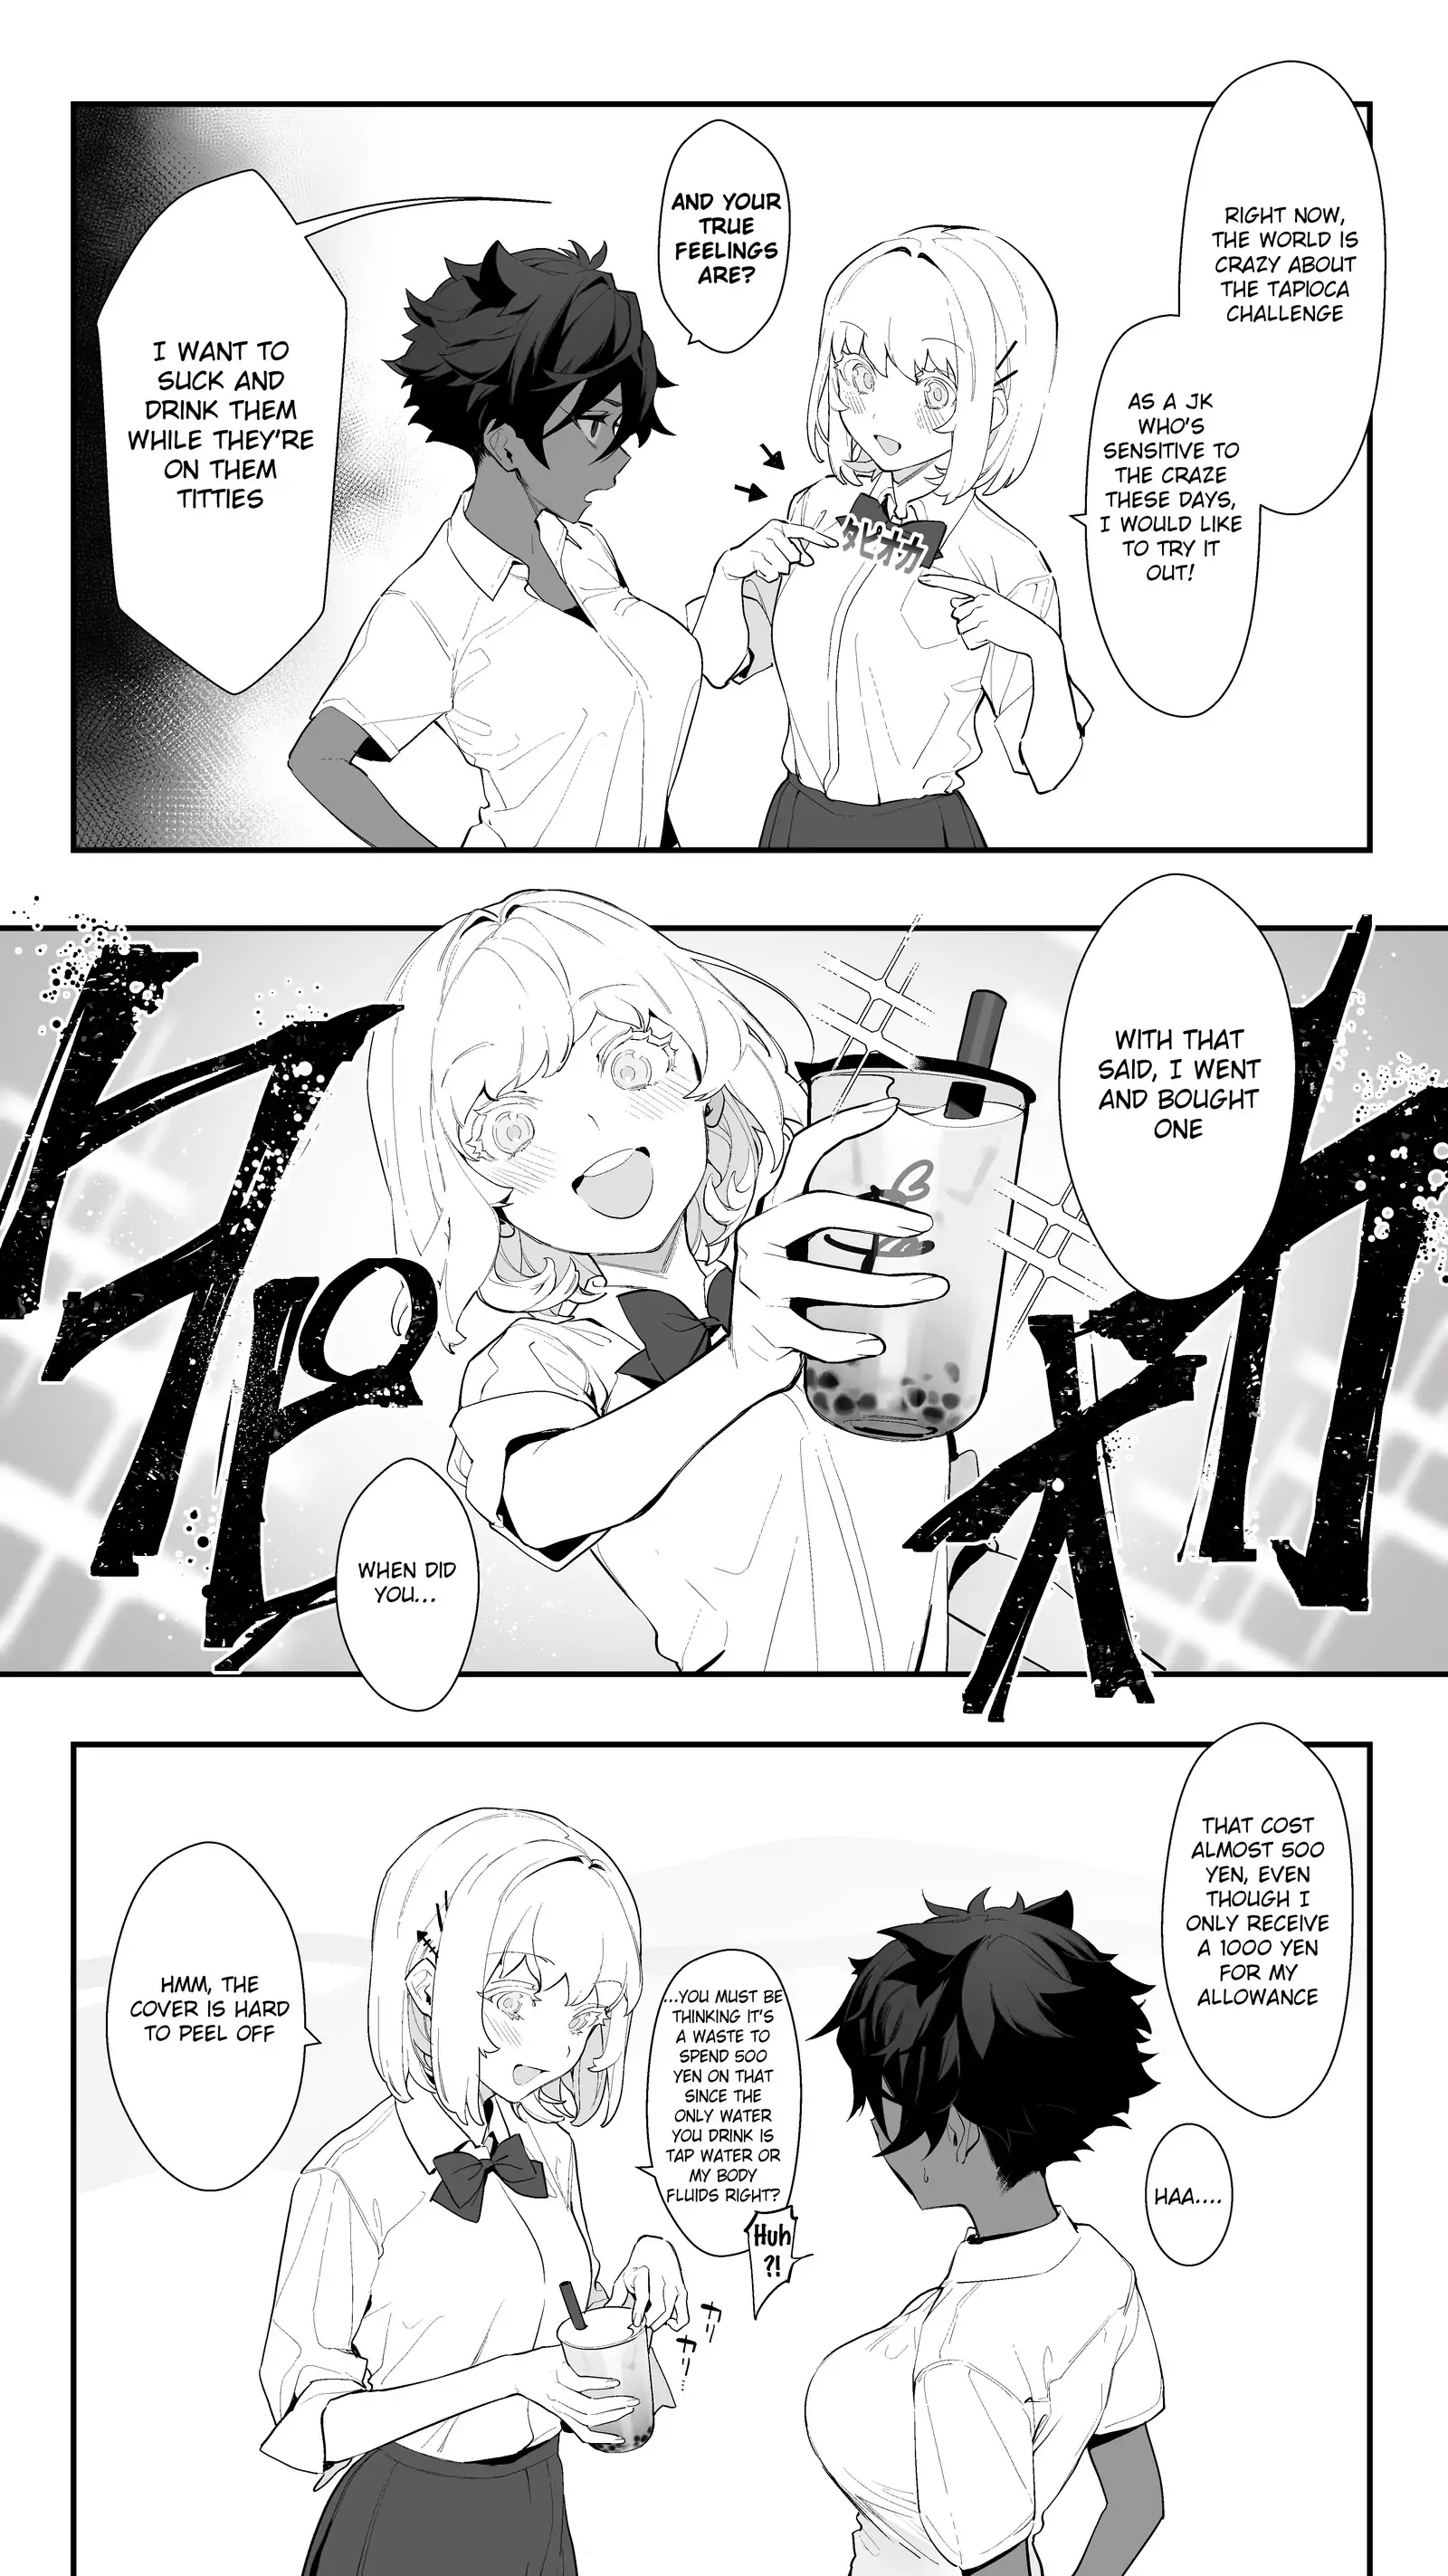 RIGHT NOW,
THE WORLD IS
CRAZY ABOUT
THE TAPIOCA
CHALLENGE
AS A JK
WHO'S
SENSITIVE TO
THE CRAZE
THESE DAYS,
I WOULD LIKE
TO TRY IT
OUT!
タピオカ
AND YOUR
TRUE
FEELINGS
ARE?
I WANT TO
SUCK AND
DRINK THEM
WHILE THEY'RE
ON THEM
TITTIES
WITH THAT
SAID, I WENT
AND BOUGHT
ONE
WHEN DID
YOU...
THAT COST
ALMOST 500
YEN, EVEN
THOUGH I
ONLY RECEIVE
A 1000 YEN
FOR MY
ALLOWANCE
HAA....
...YOU MUST BE
THINKING IT'S
A WASTE TO
SPEND 500
YEN ON THAT
SINCE THE
ONLY WATER
YOU DRINK IS
TAP WATER OR
MY BODY
FLUIDS RIGHT?
Huh
?!
カリ
カリ
HMM, THE
COVER IS HARD
TO PEEL OFF